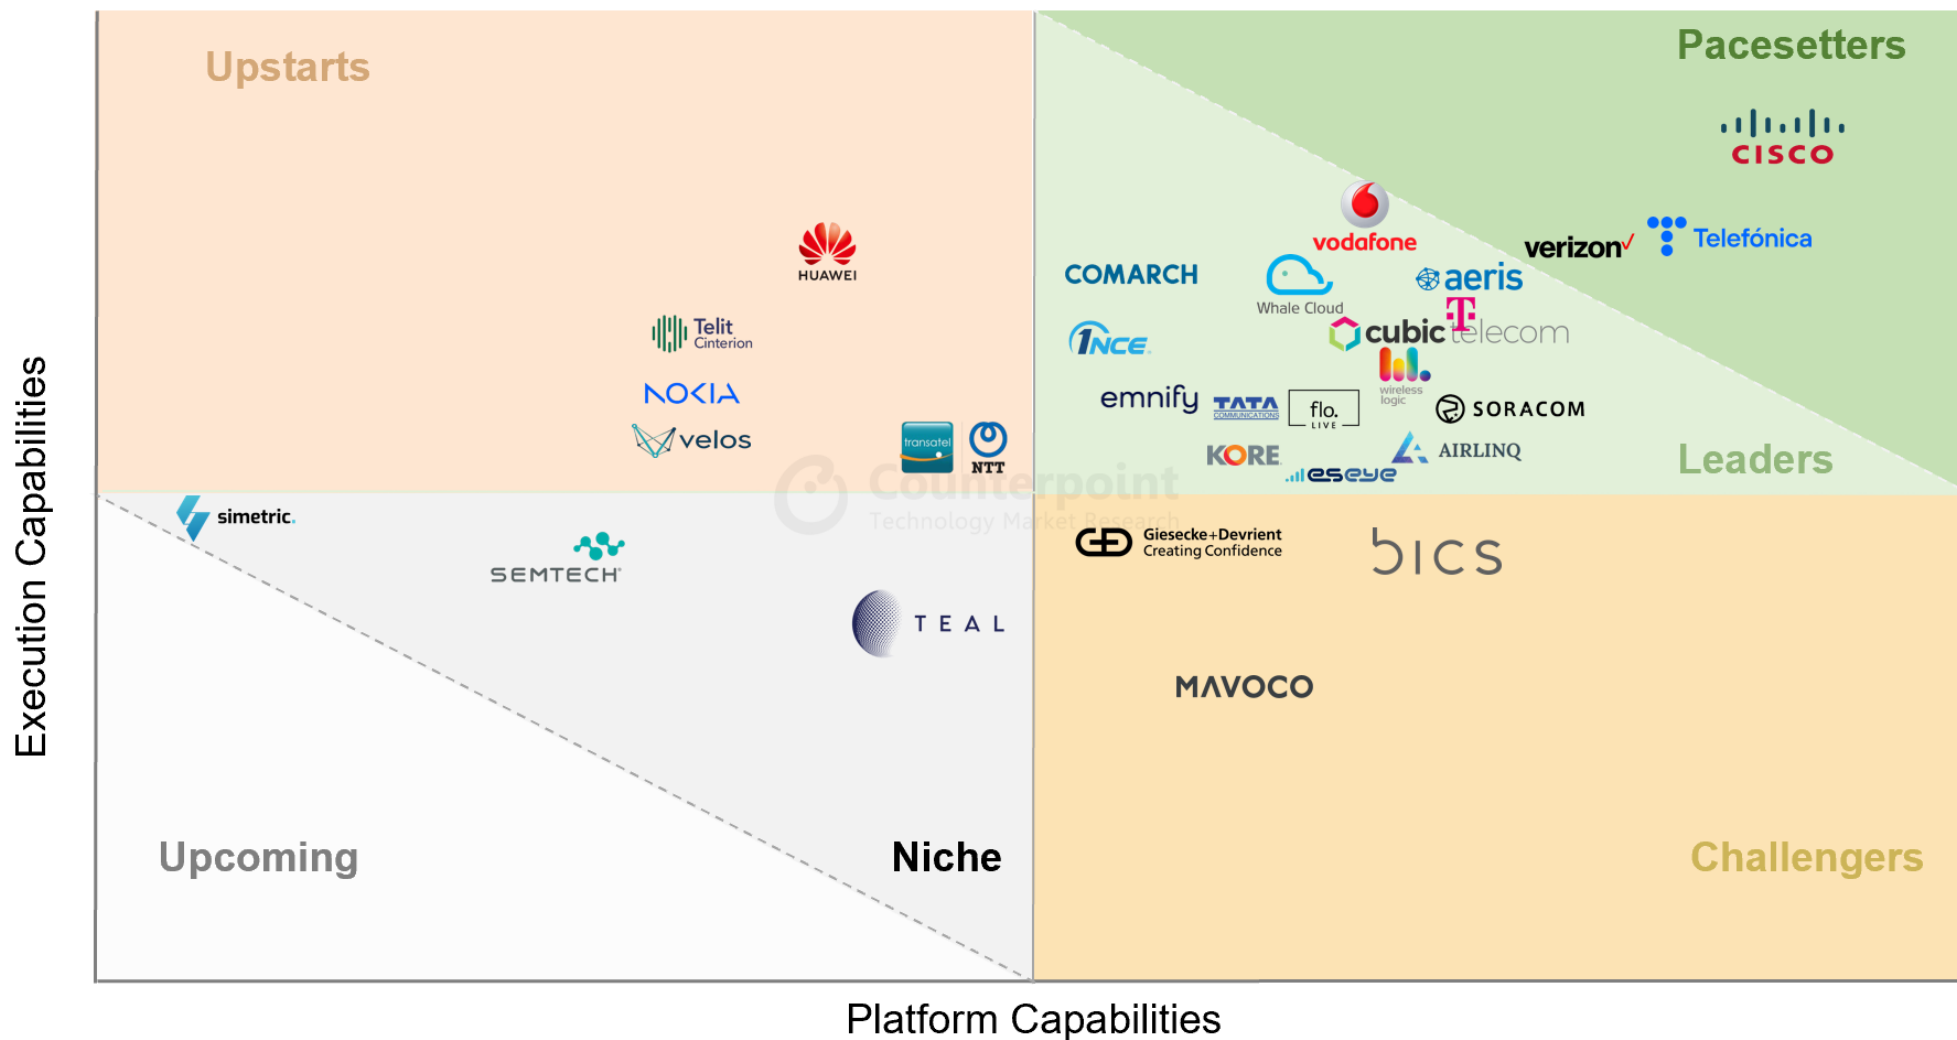 Upstarts
Pacesetters
CISCO
HUAWEI
vodafone
verizon
Telefónica
COMARCH
Whale Cloud
aeris
Telit
Cinterion
1NCE
T
cubic telecom
NOKIA
emnify
TATA
COMMUNICATIONS
flo.
LIVE
wireless
logic
SORACOM
velos
transatel
NTT
KORE
eseye
AIRLINQ
Leaders
Counterpoint
Technology Market Research
simetric.
SEMTECH
Giesecke+Devrient
Creating Confidence
bics
TEAL
MAVOCO
Upcoming
Niche
Challengers
Execution Capabilities
Platform Capabilities